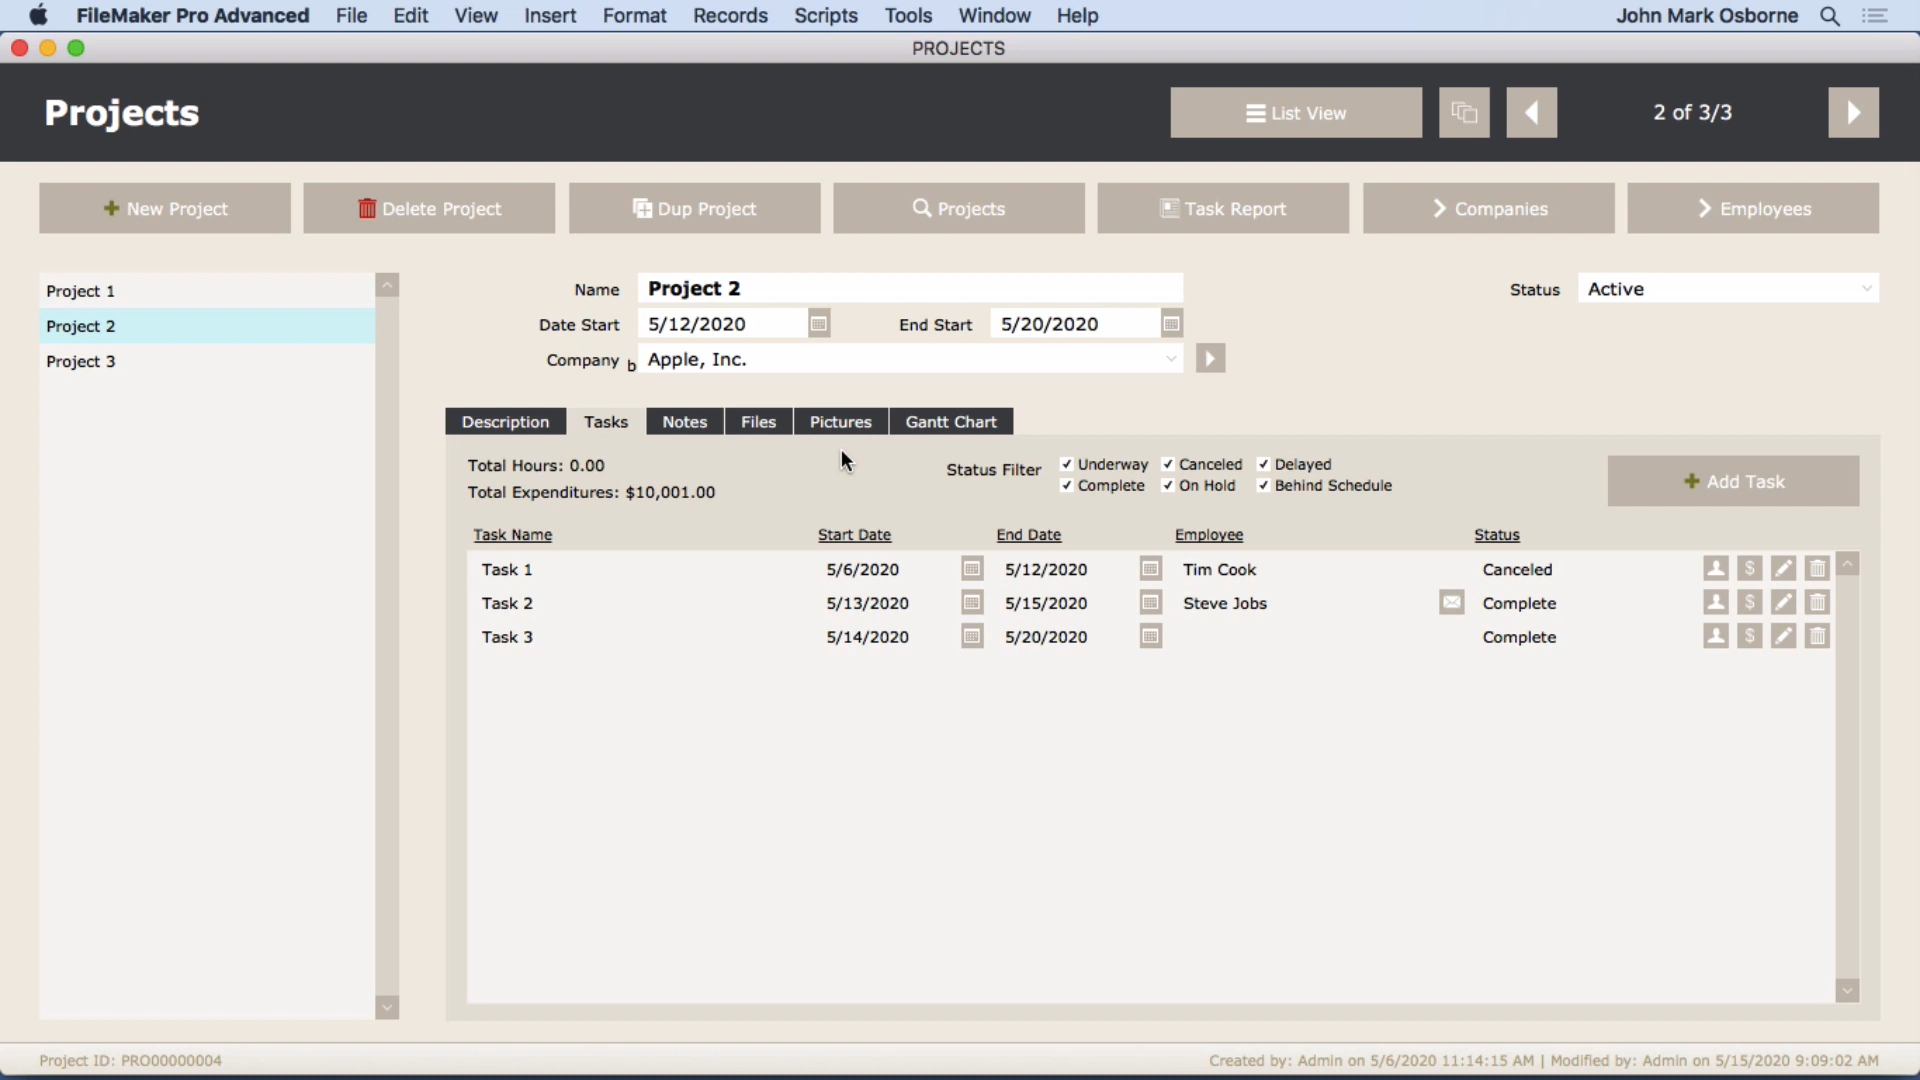 FileMaker Pro Advanced File Edit View Insert Format Records Scripts Tools Window Help John Mark Osborne
PROJECTS
Projects List View 2 of 3/3
New Project Delete Project Dup Project Projects Task Report Companies Employees
Project 1
Project 2
Project 3
Name Project 2 Status Active
Date Start 5/12/2020 End Start 5/20/2020
Company b Apple, Inc.
Description Tasks Notes Files Pictures Gantt Chart
Total Hours: 0.00
Total Expenditures: $10,001.00
Status Filter
Underway Canceled Delayed
Complete On Hold Behind Schedule
Add Task
Task Name Start Date End Date Employee Status
Task 1 5/6/2020 5/12/2020 Tim Cook Canceled $
Task 2 5/13/2020 5/15/2020 Steve Jobs Complete $
Task 3 5/14/2020 5/20/2020 Complete $
Project ID: PRO00000004 Created by: Admin on 5/6/2020 11:14:15 AM | Modified by: Admin on 5/15/2020 9:09:02 AM